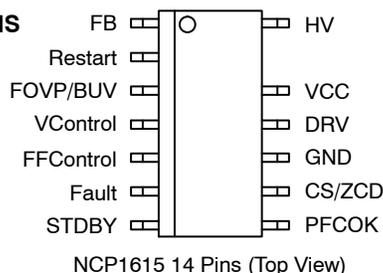 NS
FB HV
Restart
FOVP/BUV VCC
VControl DRV
FFControl GND
Fault CS/ZCD
STDBY PFCOK
NCP1615 14 Pins (Top View)